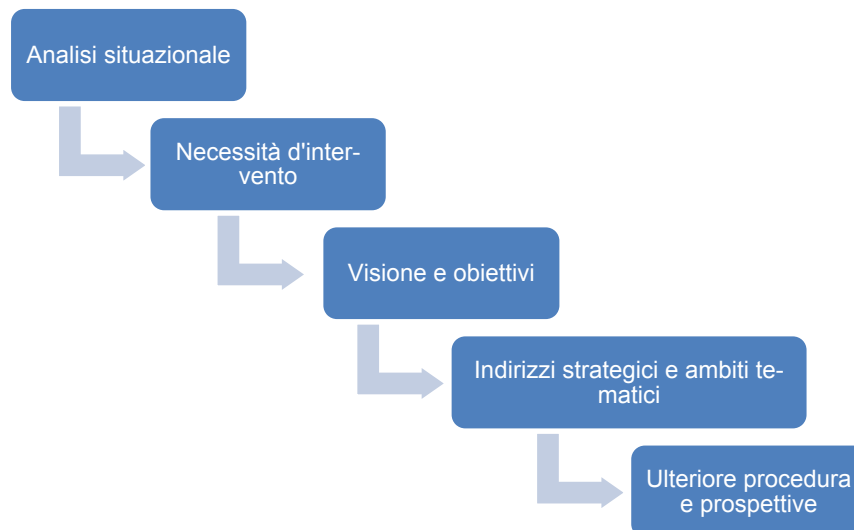 Analisi situazionale
Necessità d'inter-
vento
Visione e obiettivi
Indirizzi strategici e ambiti te-
matici
Ulteriore procedura
e prospettive